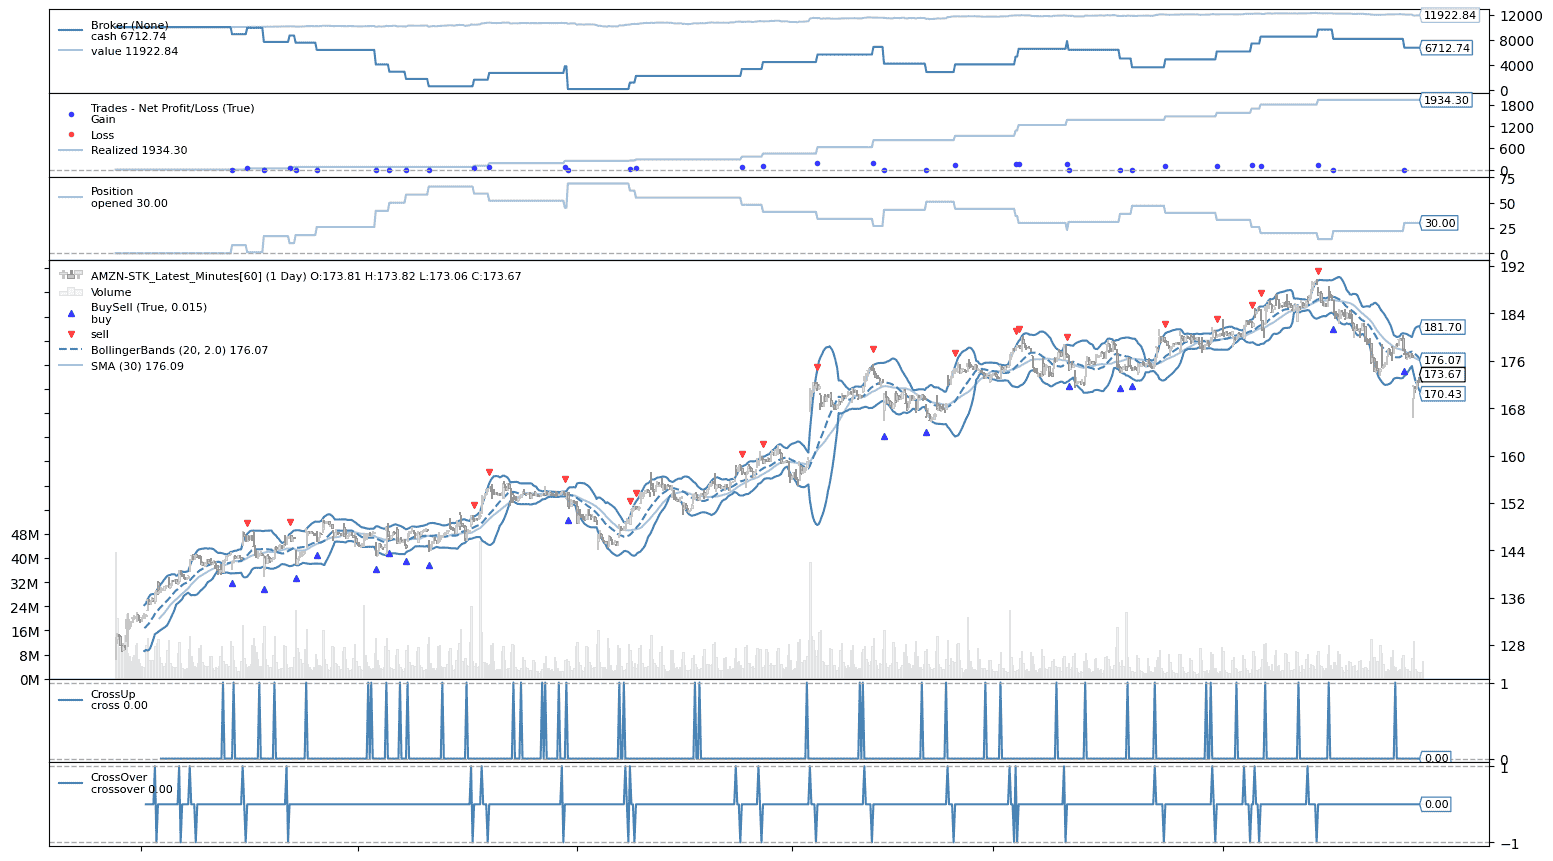 Broker (None)
cash 6712.74
value 11922.84
11922.84
6712.74
12000
8000
4000
0
Trades - Net Profit/Loss (True)
Gain
Loss
Realized 1934.30
1934.30
1800
1200
600
0
Position
opened 30.00
30.00
75
50
25
0
AMZN-STK_Latest_Minutes[60] (1 Day) O:173.81 H:173.82 L:173.06 C:173.67
Volume
BuySell (True, 0.015)
buy
sell
BollingerBands (20, 2.0) 176.07
SMA (30) 176.09
48M
40M
32M
24M
16M
8M
0M
181.70
176.07
173.67
170.43
192
184
176
168
160
152
144
136
128
CrossUp
cross 0.00
0.00
1
0
CrossOver
crossover 0.00
0.00
1
−1